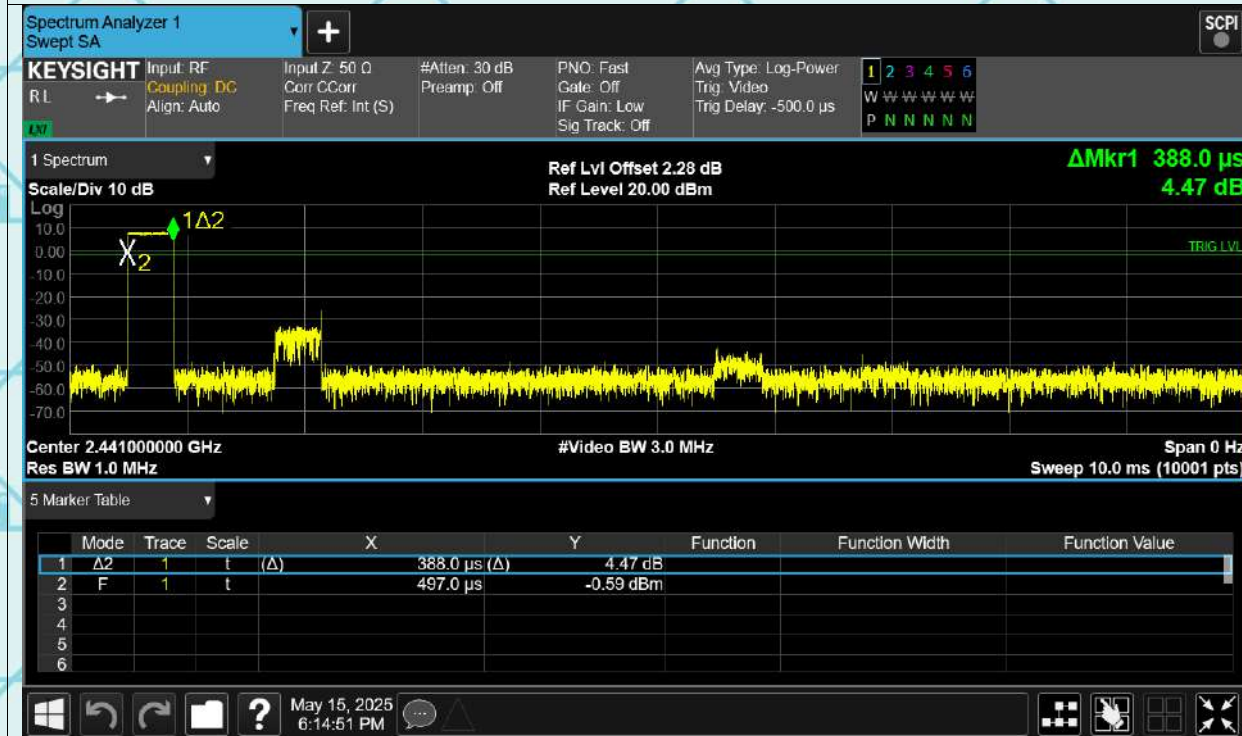 Spectrum Analyzer 1
Swept SA
+
SCPI
KEYSIGHT
RL
LXI
Input: RF
Coupling: DC
Align: Auto
Input Z: 50 Ω
Corr CCorr
Freq Ref: Int (S)
#Atten: 30 dB
Preamp: Off
PNO: Fast
Gate: Off
IF Gain: Low
Sig Track: Off
Avg Type: Log-Power
Trig: Video
Trig Delay: -500.0 µs
1 2 3 4 5 6
W W W W W W
P N N N N N
1 Spectrum
Scale/Div 10 dB
Ref Lvl Offset 2.28 dB
Ref Level 20.00 dBm
ΔMkr1 388.0 µs
4.47 dB
Log
10.0
0.00
-10.0
-20.0
-30.0
-40.0
-50.0
-60.0
-70.0
1Δ2
X2
TRIG LVL
Center 2.441000000 GHz
#Video BW 3.0 MHz
Span 0 Hz
Res BW 1.0 MHz
Sweep 10.0 ms (10001 pts)
5 Marker Table
Mode Trace Scale X Y Function Function Width Function Value
1 Δ2 1 t (Δ) 388.0 µs (Δ) 4.47 dB
2 F 1 t 497.0 µs -0.59 dBm
3
4
5
6
?
May 15, 2025
6:14:51 PM